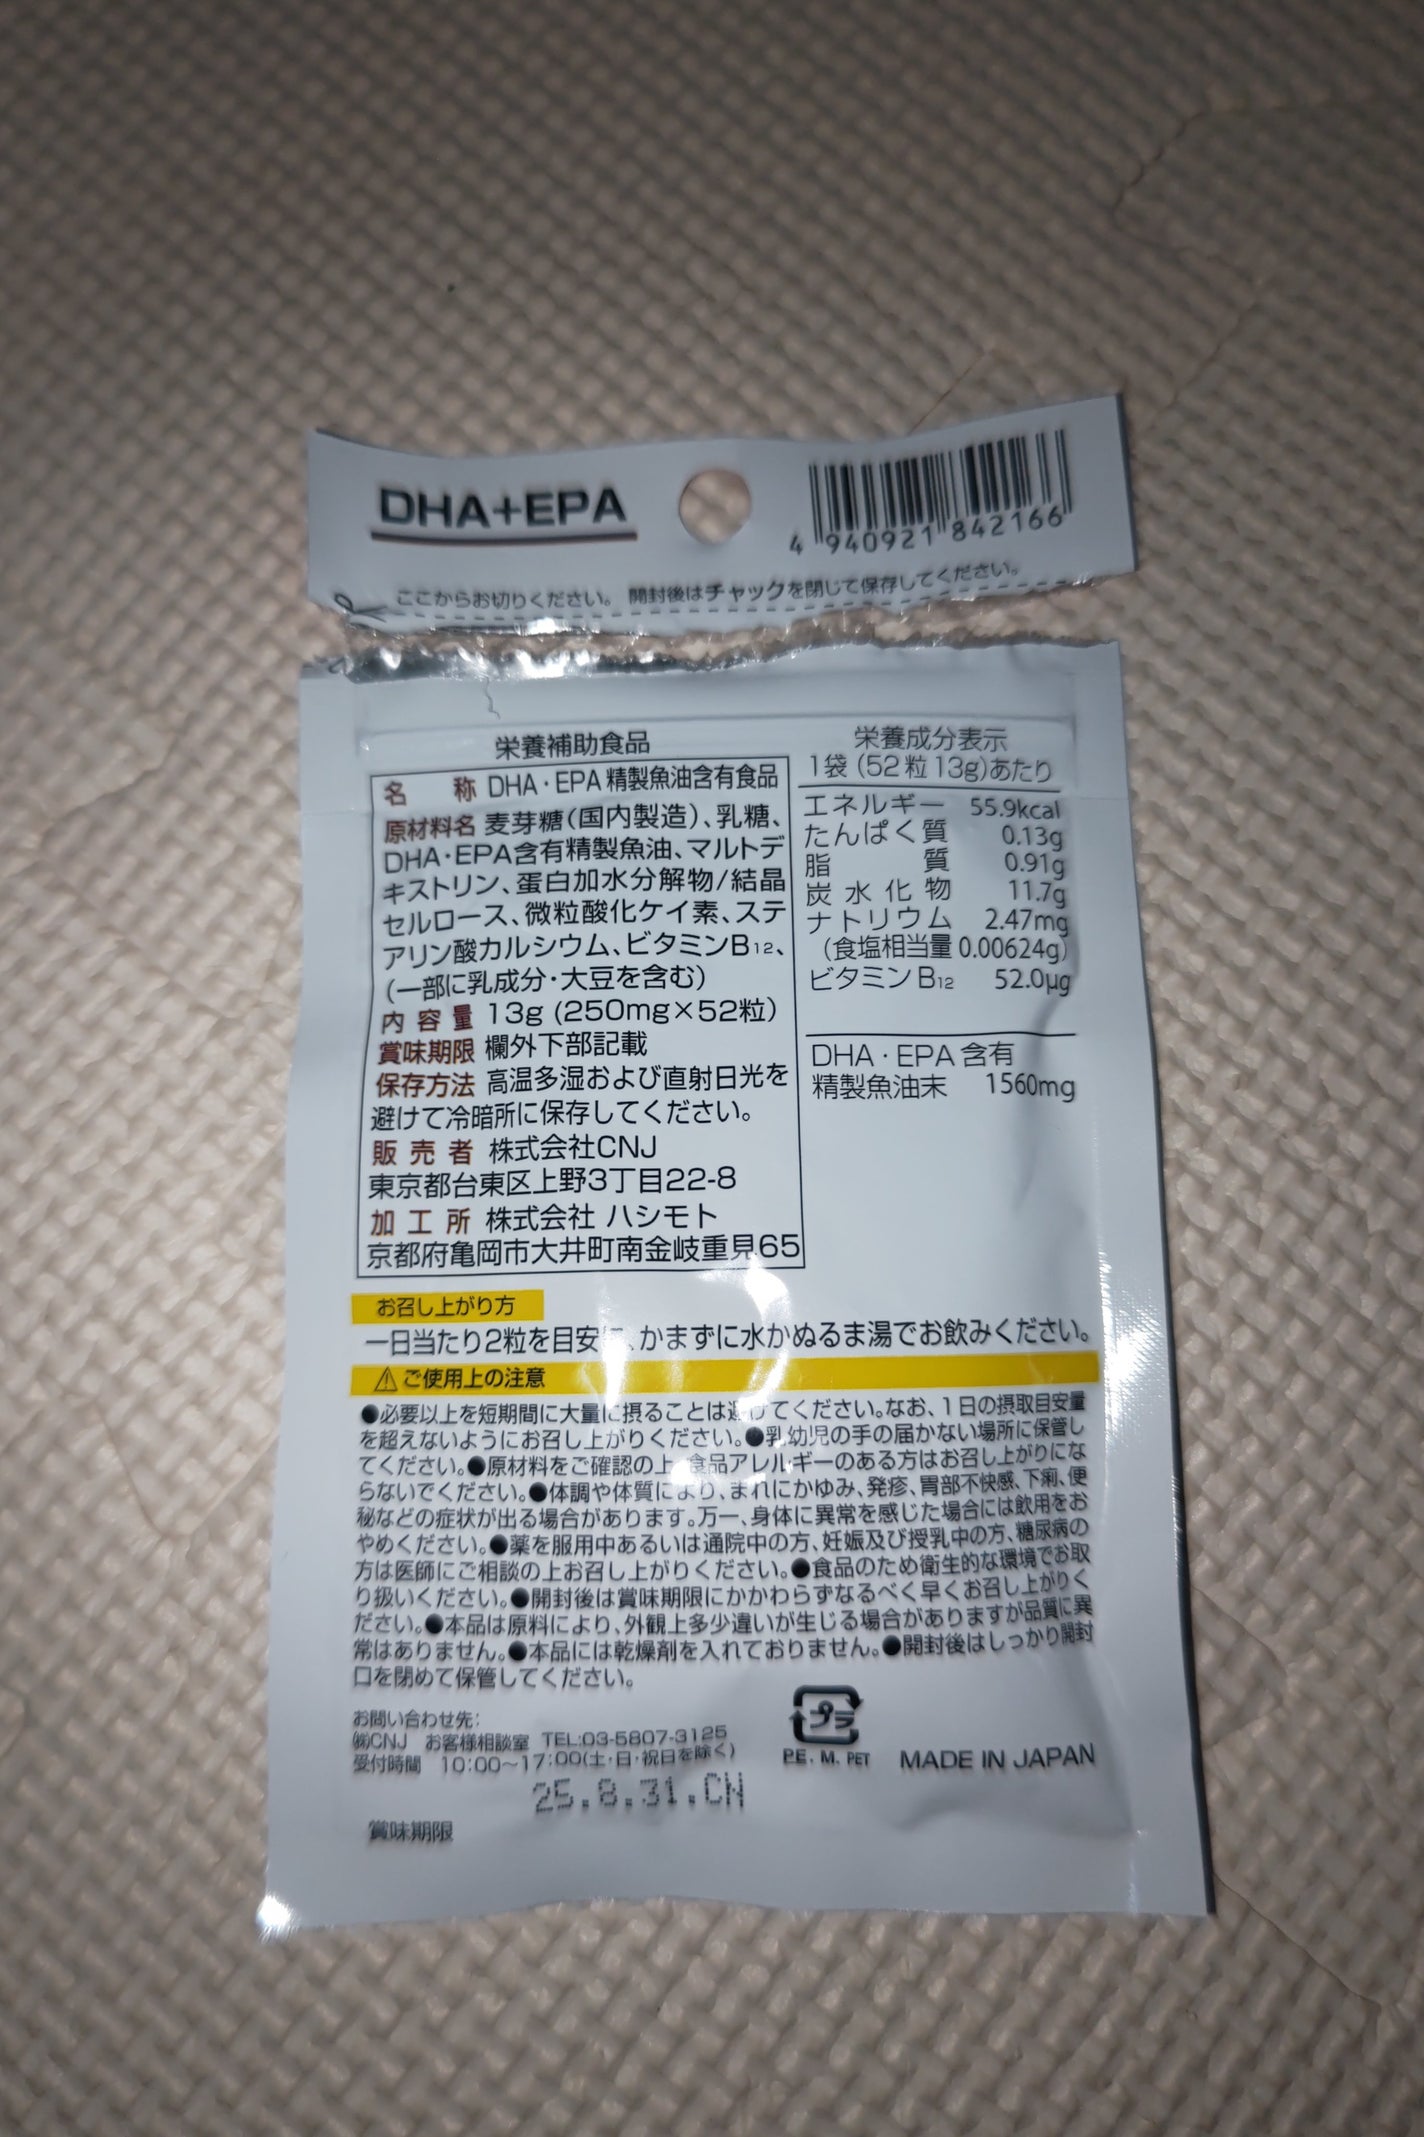 DHA+EPA
4 940921 842166
ここからお切りください。 開封後はチャックを閉じて保存してください。
栄養補助食品
名 称 DHA・EPA精製魚油含有食品
原材料名 麦芽糖(国内製造)、乳糖、
DHA・EPA含有精製魚油、マルトデ
キストリン、蛋白加水分解物/結晶
セルロース、微粒酸化ケイ素、ステ
アリン酸カルシウム、ビタミンB12、
(一部に乳成分・大豆を含む)
内容量 13g (250mg×52粒)
賞味期限 欄外下部記載
保存方法 高温多湿および直射日光を
避けて冷暗所に保存してください。
販売者 株式会社CNJ
東京都台東区上野3丁目22-8
加工所 株式会社 ハシモト
京都府亀岡市大井町南金岐重見65
栄養成分表示
1袋(52粒 13g)あたり
エネルギー 55.9kcal
たんぱく質 0.13g
脂質 0.91g
炭水化物 11.7g
ナトリウム 2.47mg
(食塩相当量 0.00624g)
ビタミンB12 52.0μg
DHA・EPA含有
精製魚油末 1560mg
お召し上がり方
一日当たり2粒を目安に、かまずに水かぬるま湯でお飲みください。
⚠ご使用上の注意
●必要以上を短期間に大量に摂ることは避けてください。なお、1日の摂取目安量
を超えないようにお召し上がりください。●乳幼児の手の届かない場所に保管し
てください。●原材料をご確認の上、食品アレルギーのある方はお召し上がりにな
らないでください。●体調や体質により、まれにかゆみ、発疹、胃部不快感、下痢、便
秘などの症状が出る場合があります。万一、身体に異常を感じた場合には飲用をお
やめください。●薬を服用中あるいは通院中の方、妊娠及び授乳中の方、糖尿病の
方は医師にご相談の上お召し上がりください。●食品のため衛生的な環境でお取
り扱いください。●開封後は賞味期限にかかわらずなるべく早くお召し上がりく
ださい。●本品は原料により、外観上多少違いが生じる場合がありますが品質に異
常はありません。●本品には乾燥剤を入れておりません。●開封後はしっかり開封
口を閉めて保管してください。
お問い合わせ先:
㈱CNJ お客様相談室 TEL:03-5807-3125
受付時間 10:00～17:00(土・日・祝日を除く)
25.8.31.CN
賞味期限
プラ
PE, M, PET
MADE IN JAPAN